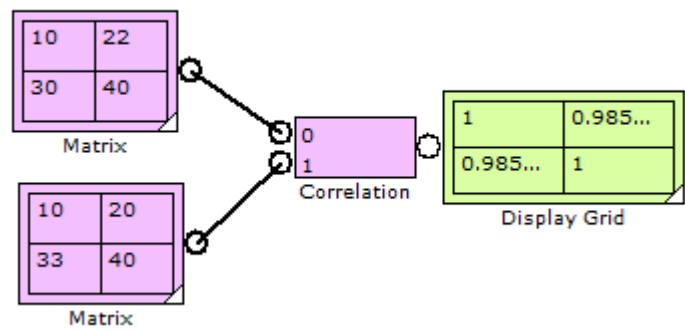 10 22
30 40
Matrix
0
1
Correlation
1 0.985...
0.985... 1
Display Grid
10 20
33 40
Matrix